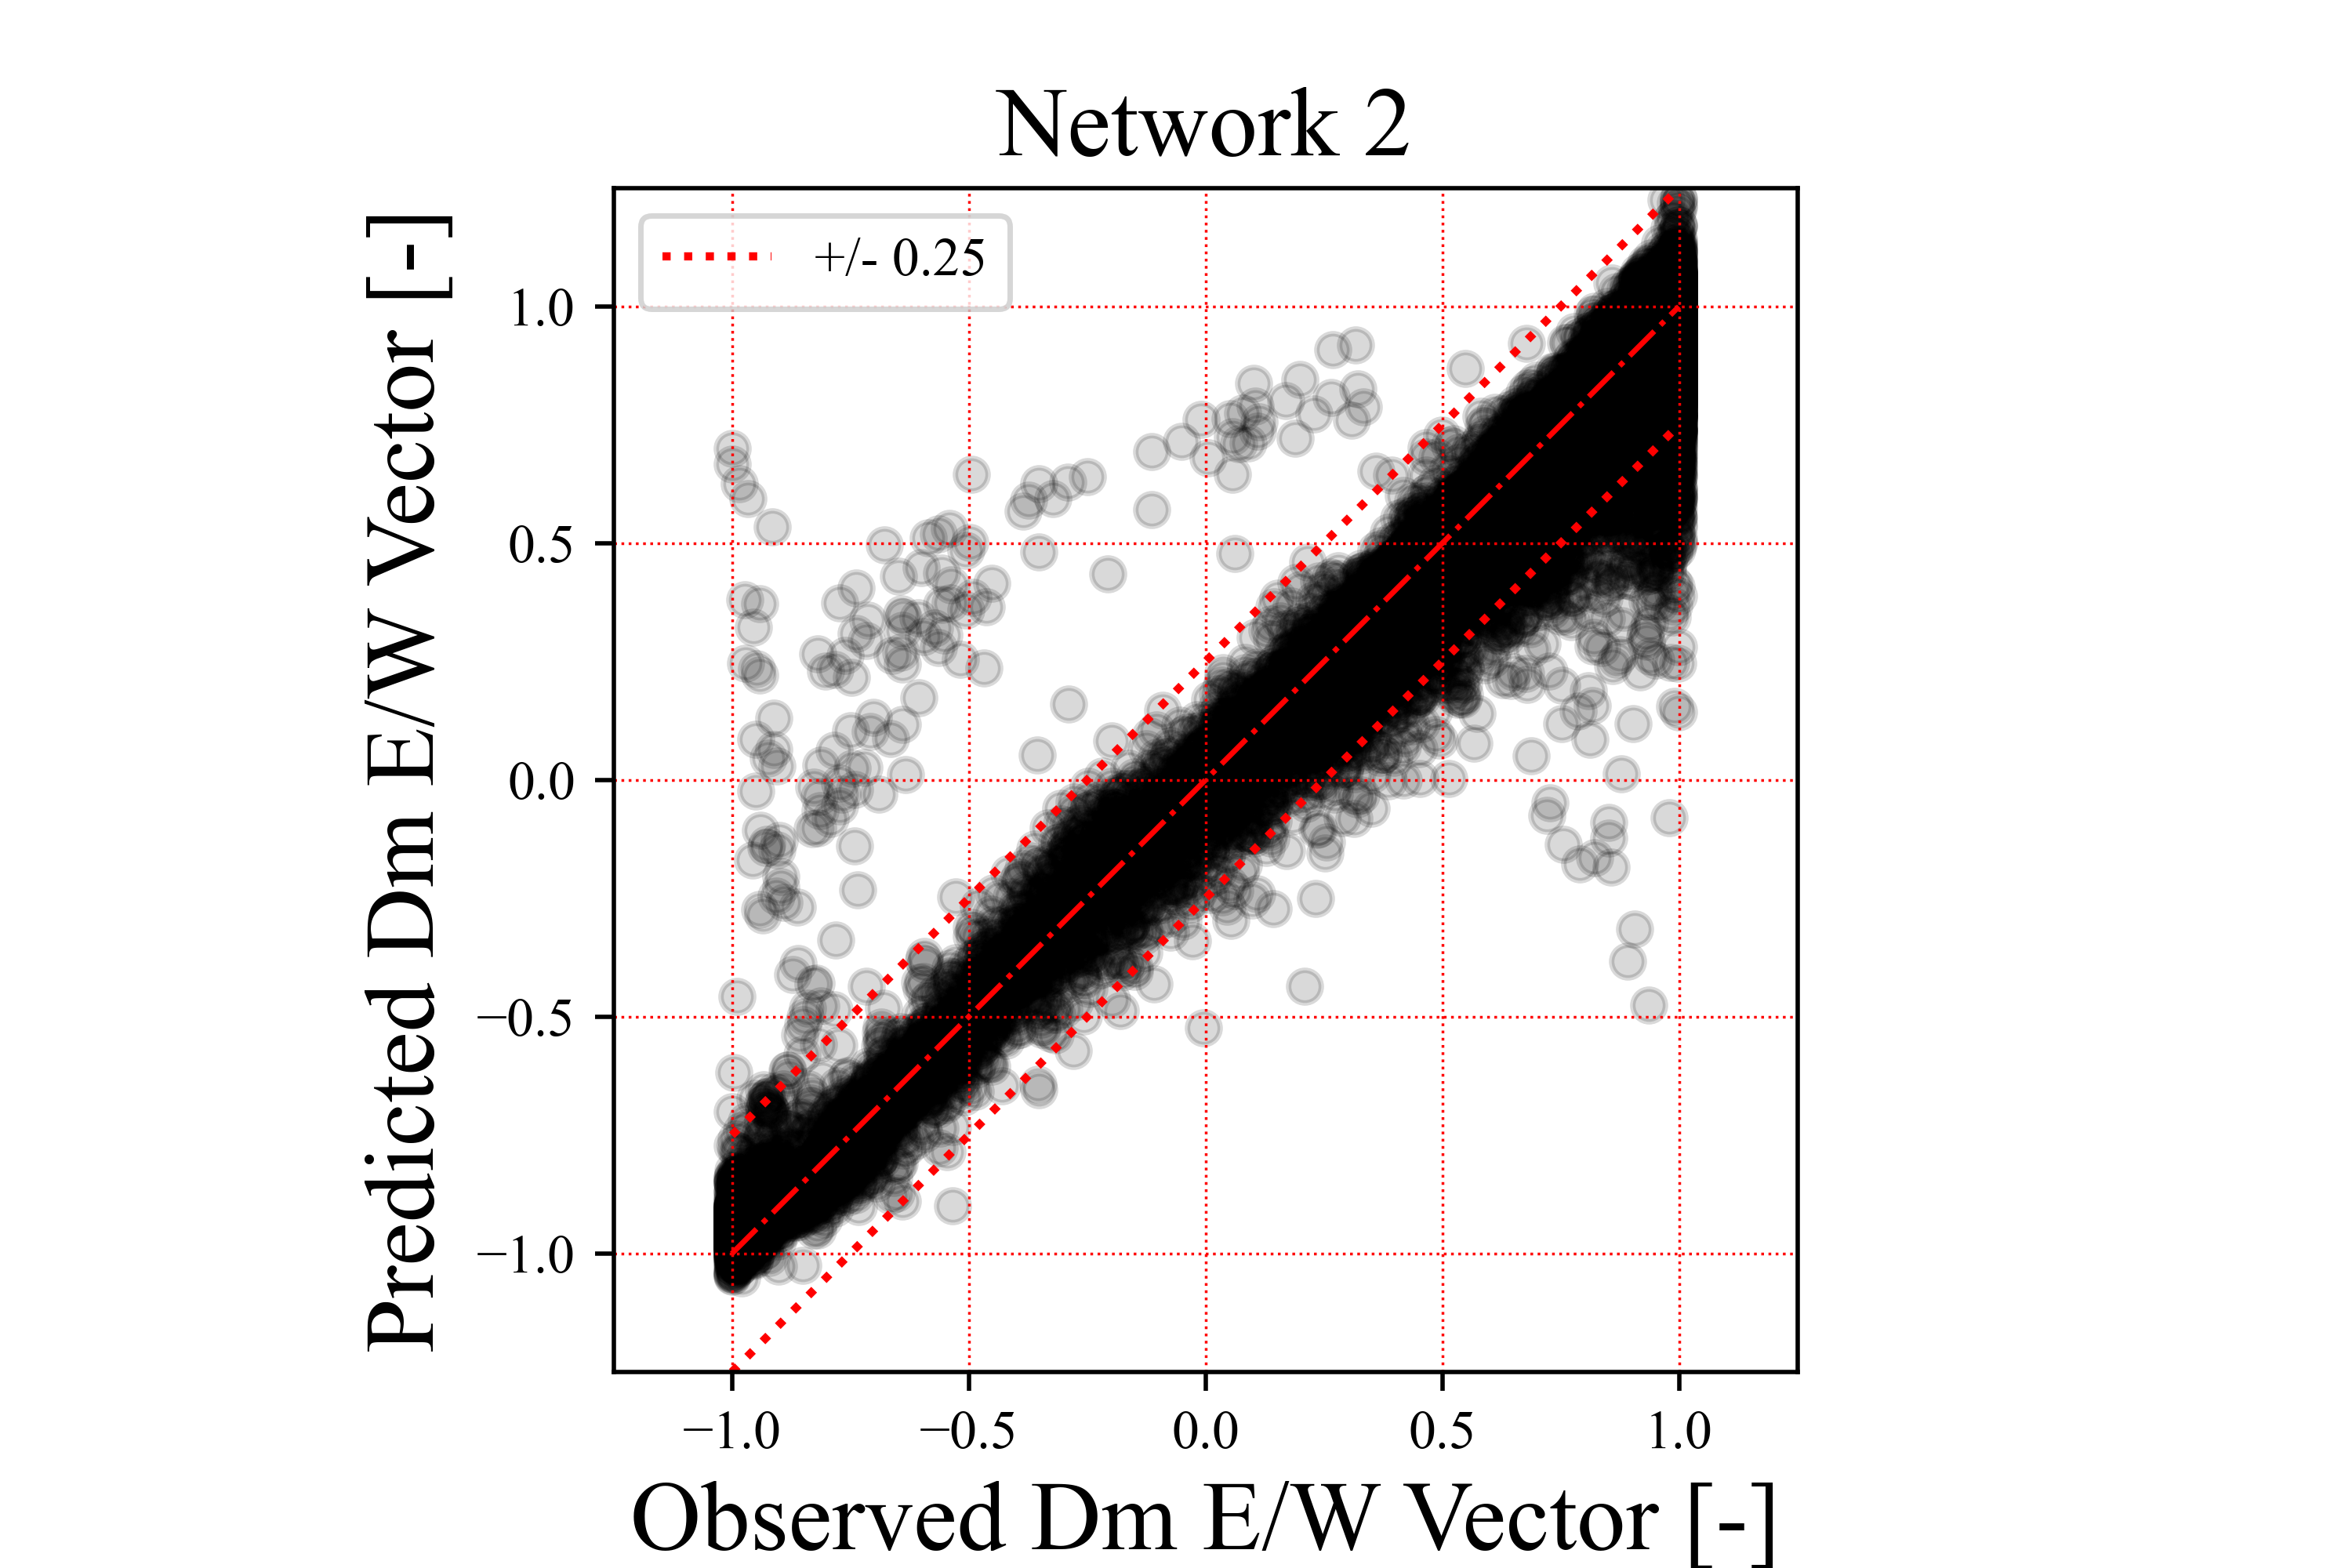 Network 2
+/- 0.25
Predicted Dm E/W Vector [-]
1.0
0.5
0.0
−0.5
−1.0
−1.0 −0.5 0.0 0.5 1.0
Observed Dm E/W Vector [-]